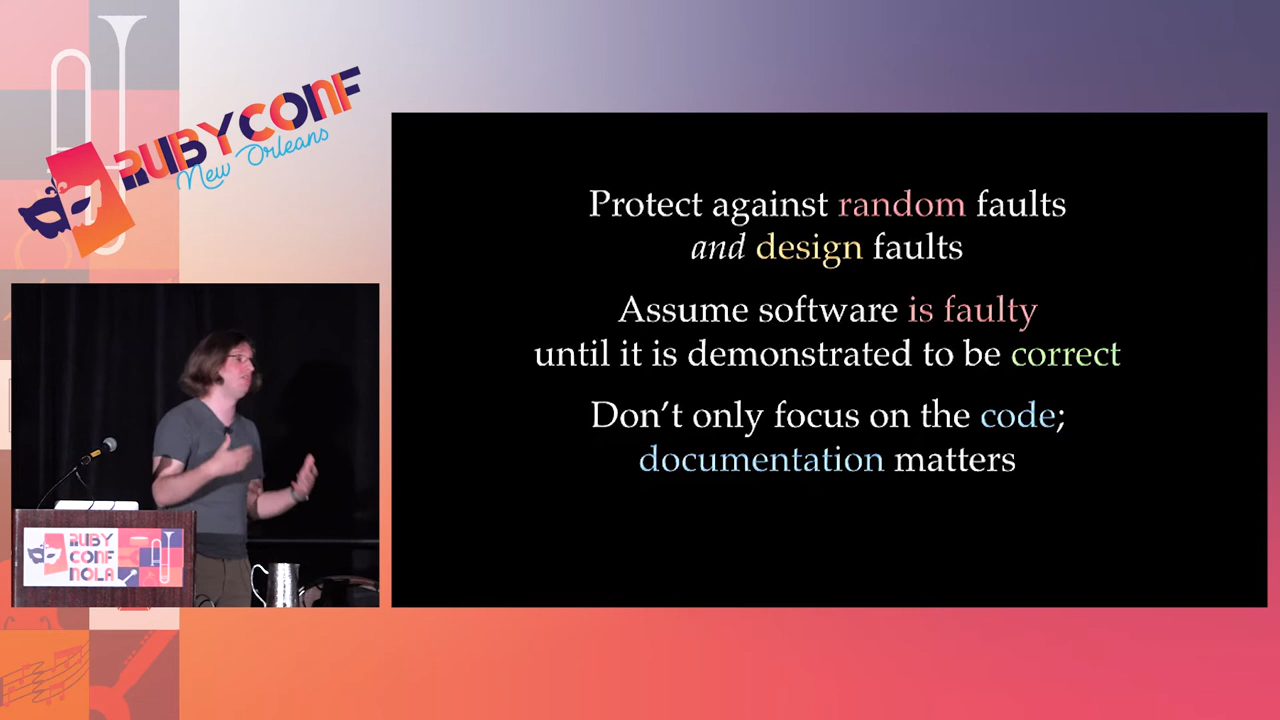 RUBYCONF
New Orleans
Protect against random faults
and design faults
Assume software is faulty
until it is demonstrated to be correct
Don’t only focus on the code;
documentation matters
RUBY
CONF
NOLA